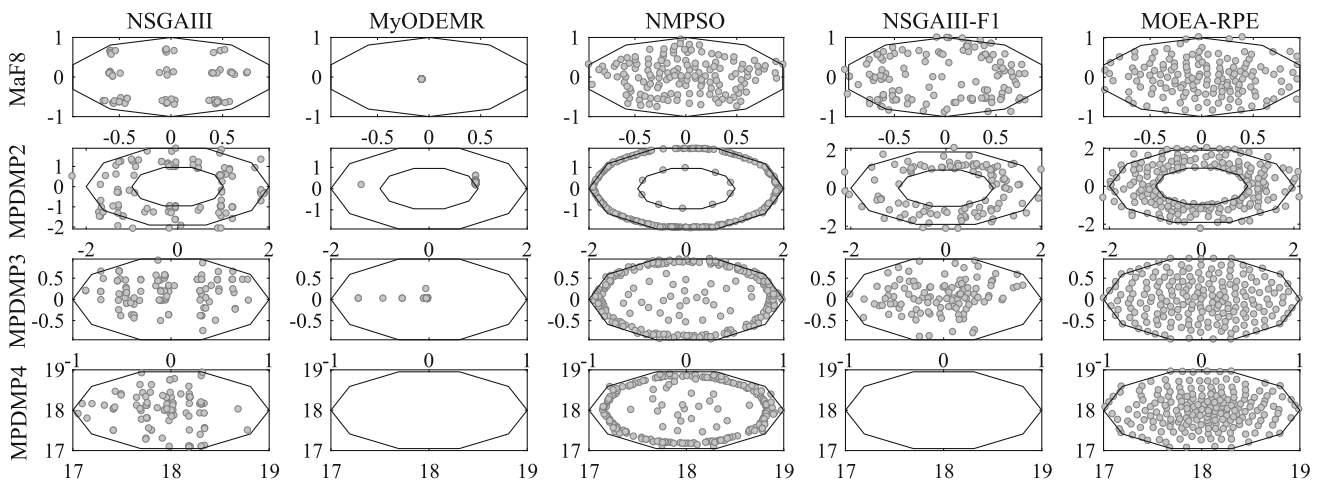 NSGAIII MyODEMR NMPSO NSGAIII-F1 MOEA-RPE
MaF8
1 1 1 1 1
0 0 0 0 0
-1 -1 -1 -1 -1
-0.5 0 0.5 -0.5 0 0.5 -0.5 0 0.5 -0.5 0 0.5 -0.5 0 0.5
MPDMP2
1 1 1 2 2
0 0 0 0 0
-1 -1 -1 -2 -2
-2
-2 0 2 -2 0 2 -2 0 2 -2 0 2 -2 0 2
MPDMP3
0.5 0.5 0.5 0.5 0.5
0 0 0 0 0
-0.5 -0.5 -0.5 -0.5 -0.5
-1 0 1 -1 0 1 -1 0 1 -1 0 1 -1 0 1
MPDMP4
19 19 19 19 19
18 18 18 18 18
17 17 17 17 17
17 18 19 17 18 19 17 18 19 17 18 19 17 18 19